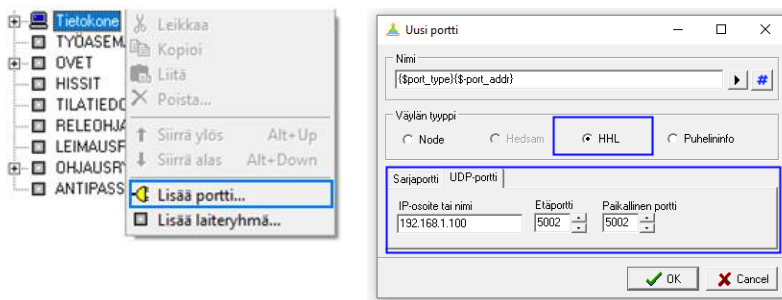 Tietokone
TYÖASEM
OVET
HISSIT
TILATIEDO
RELEOHJA
LEIMAUSF
OHJAUSRY
ANTIPASS
Leikkaa
Kopioi
Liitä
Poista...
Siirrä ylös Alt+Up
Siirrä alas Alt+Down
Lisää portti...
Lisää laiteryhmä...
Uusi portti
Nimi
{$port_type}{$-port_addr}
#
Väylän tyyppi
Node Hedsam HHL Puhelininfo
Sarjaportti UDP-portti
IP-osoite tai nimi Etäportti Paikallinen portti
192.168.1.100 5002 5002
OK Cancel